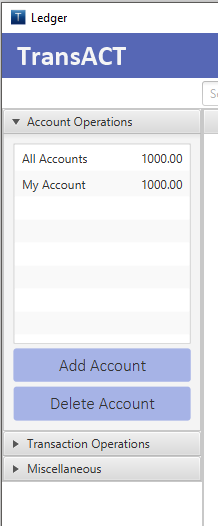 T Ledger
TransACT
Account Operations
All Accounts 1000.00
My Account 1000.00
Add Account
Delete Account
Transaction Operations
Miscellaneous